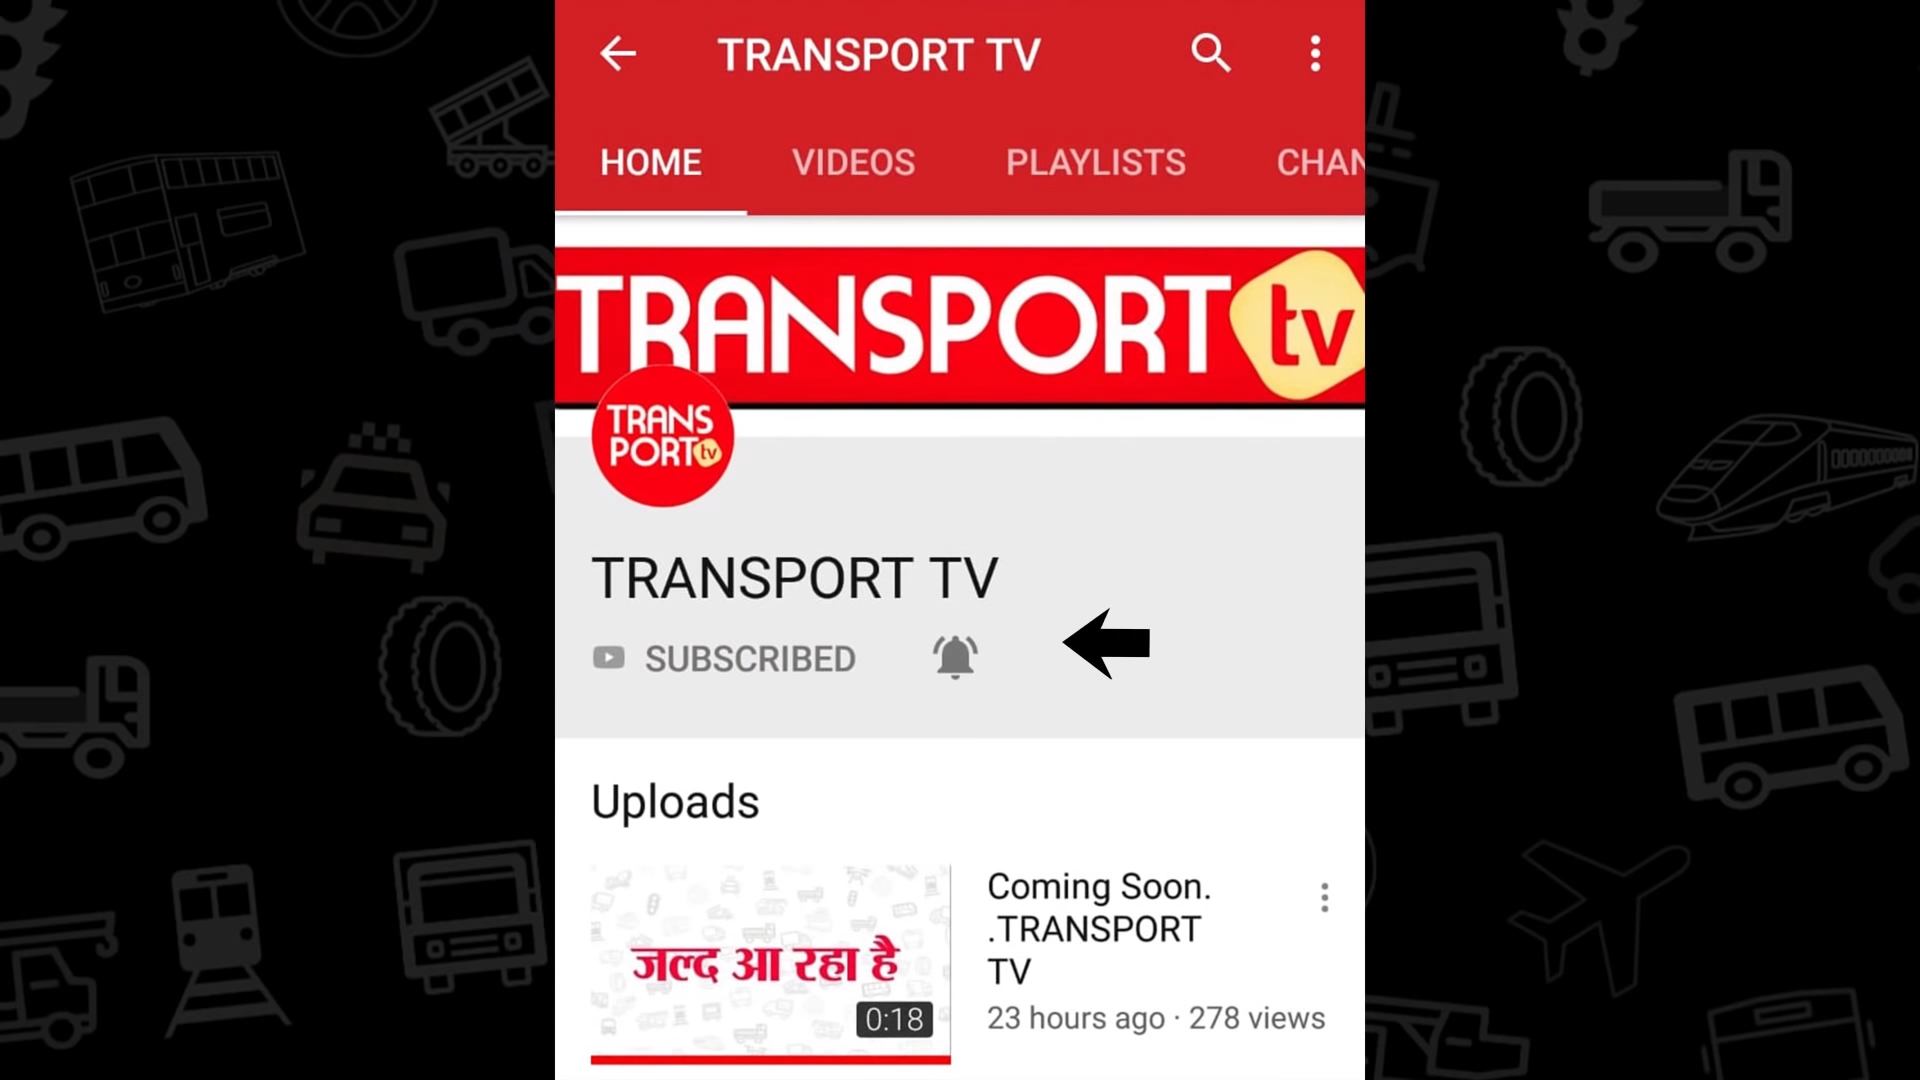 TRANSPORT TV
HOME VIDEOS PLAYLISTS CHAN
TRANSPORT tv
TRANS
PORT tv
TRANSPORT TV
SUBSCRIBED
Uploads
जल्द आ रहा है
0:18
Coming Soon.
.TRANSPORT
TV
23 hours ago · 278 views